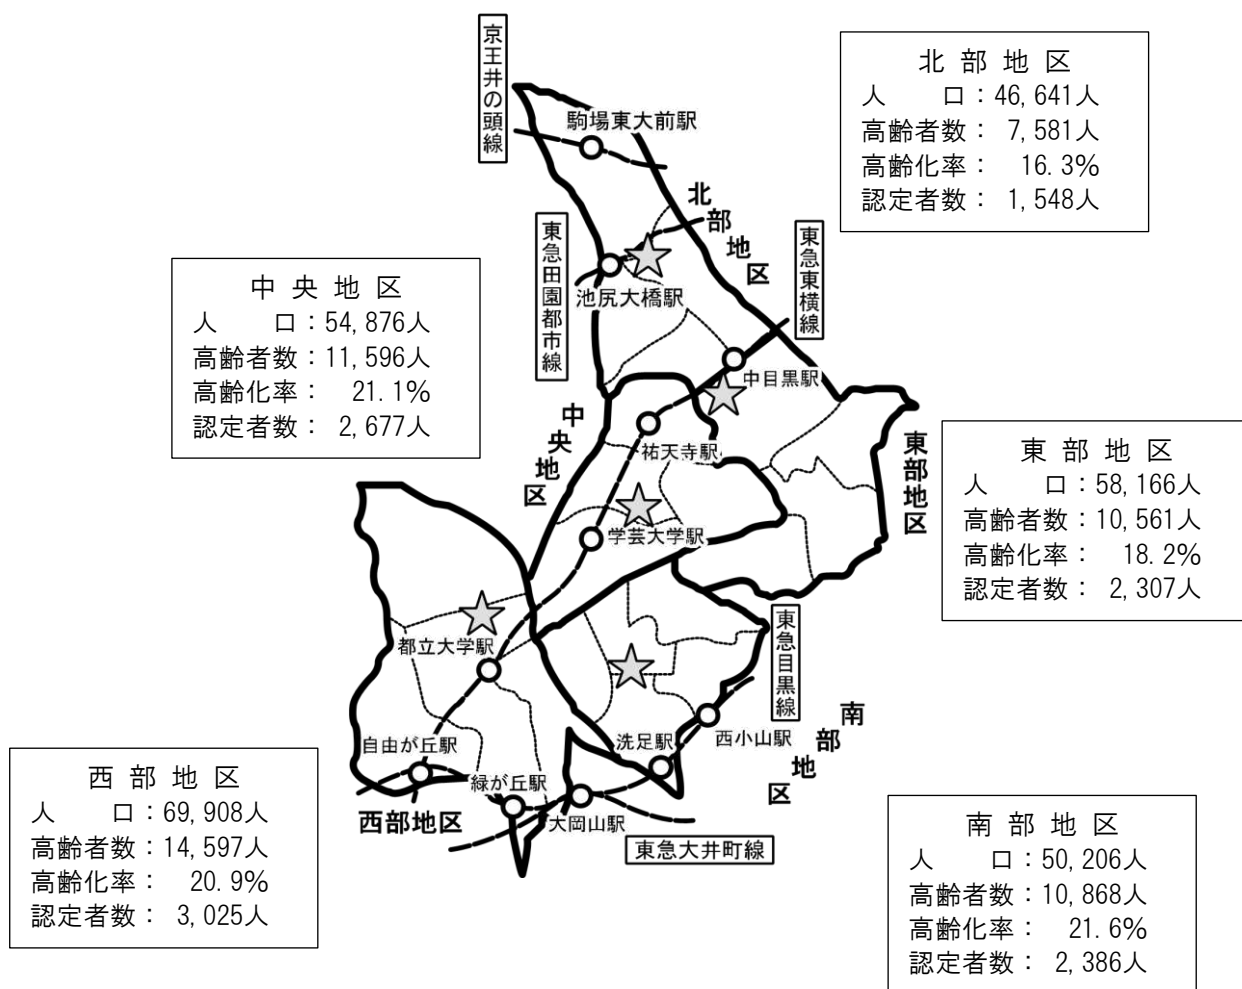 京王井の頭線
駒場東大前駅
北部地区
人　　口：46,641人
高齢者数： 7,581人
高齢化率：　16.3%
認定者数： 1,548人
北部地区
東急田園都市線
池尻大橋駅
東急東横線
中目黒駅
中央地区
人　　口：54,876人
高齢者数：11,596人
高齢化率：　21.1%
認定者数： 2,677人
中央地区
祐天寺駅
学芸大学駅
東部地区
東部地区
人　　口：58,166人
高齢者数：10,561人
高齢化率：　18.2%
認定者数： 2,307人
都立大学駅
東急目黒線
自由が丘駅
緑が丘駅
洗足駅
西小山駅
南部地区
大岡山駅
西部地区
東急大井町線
西部地区
人　　口：69,908人
高齢者数：14,597人
高齢化率：　20.9%
認定者数： 3,025人
南部地区
人　　口：50,206人
高齢者数：10,868人
高齢化率：　21.6%
認定者数： 2,386人